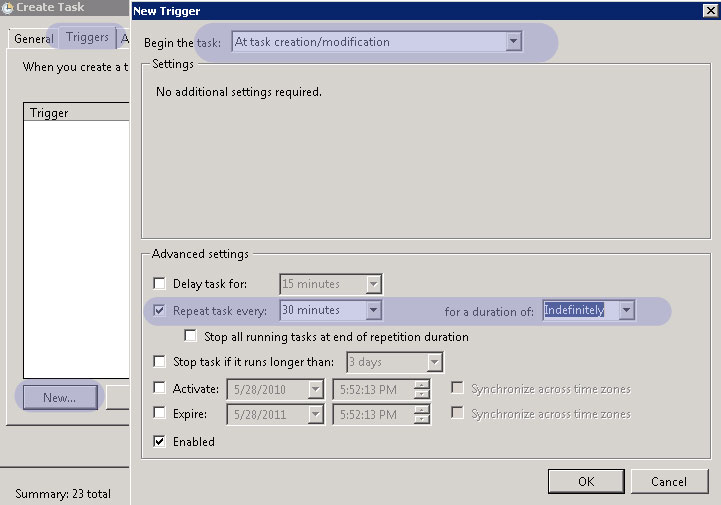 Create Task
New Trigger
General Triggers A
Begin the task: At task creation/modification
When you create a t
Settings
No additional settings required.
Trigger
Advanced settings
Delay task for: 15 minutes
Repeat task every: 30 minutes for a duration of: Indefinitely
Stop all running tasks at end of repetition duration
Stop task if it runs longer than: 3 days
New...
Activate: 5/28/2010 5:52:13 PM Synchronize across time zones
Expire: 5/28/2011 5:52:13 PM Synchronize across time zones
Enabled
OK Cancel
Summary: 23 total